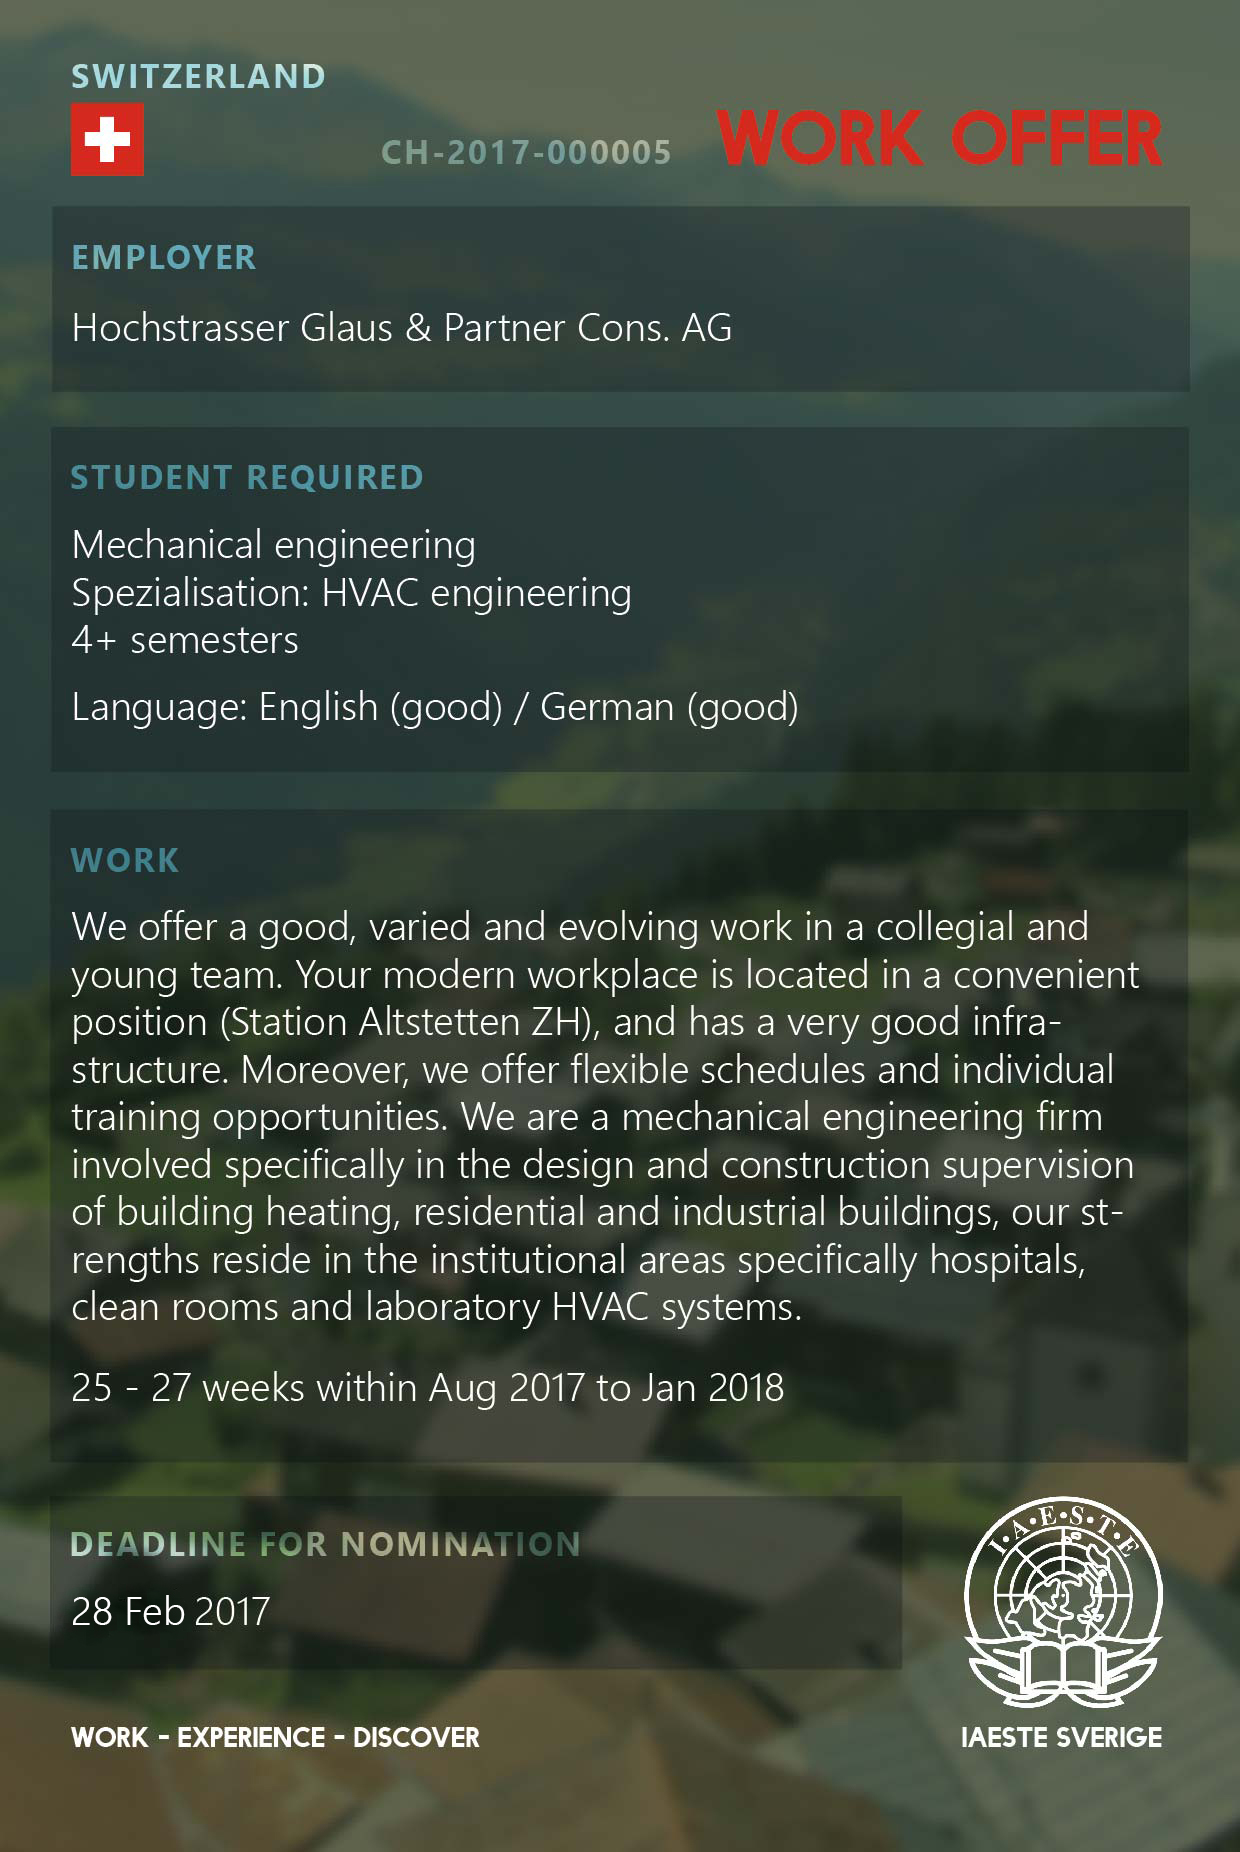 SWITZERLAND
CH-2017-000005
WORK OFFER
EMPLOYER
Hochstrasser Glaus & Partner Cons. AG
STUDENT REQUIRED
Mechanical engineering
Spezialisation: HVAC engineering
4+ semesters
Language: English (good) / German (good)
WORK
We offer a good, varied and evolving work in a collegial and
young team. Your modern workplace is located in a convenient
position (Station Altstetten ZH), and has a very good infra-
structure. Moreover, we offer flexible schedules and individual
training opportunities. We are a mechanical engineering firm
involved specifically in the design and construction supervision
of building heating, residential and industrial buildings, our st-
rengths reside in the institutional areas specifically hospitals,
clean rooms and laboratory HVAC systems.
25 - 27 weeks within Aug 2017 to Jan 2018
DEADLINE FOR NOMINATION
28 Feb 2017
I·A·E·S·T·E
WORK - EXPERIENCE - DISCOVER
IAESTE SVERIGE